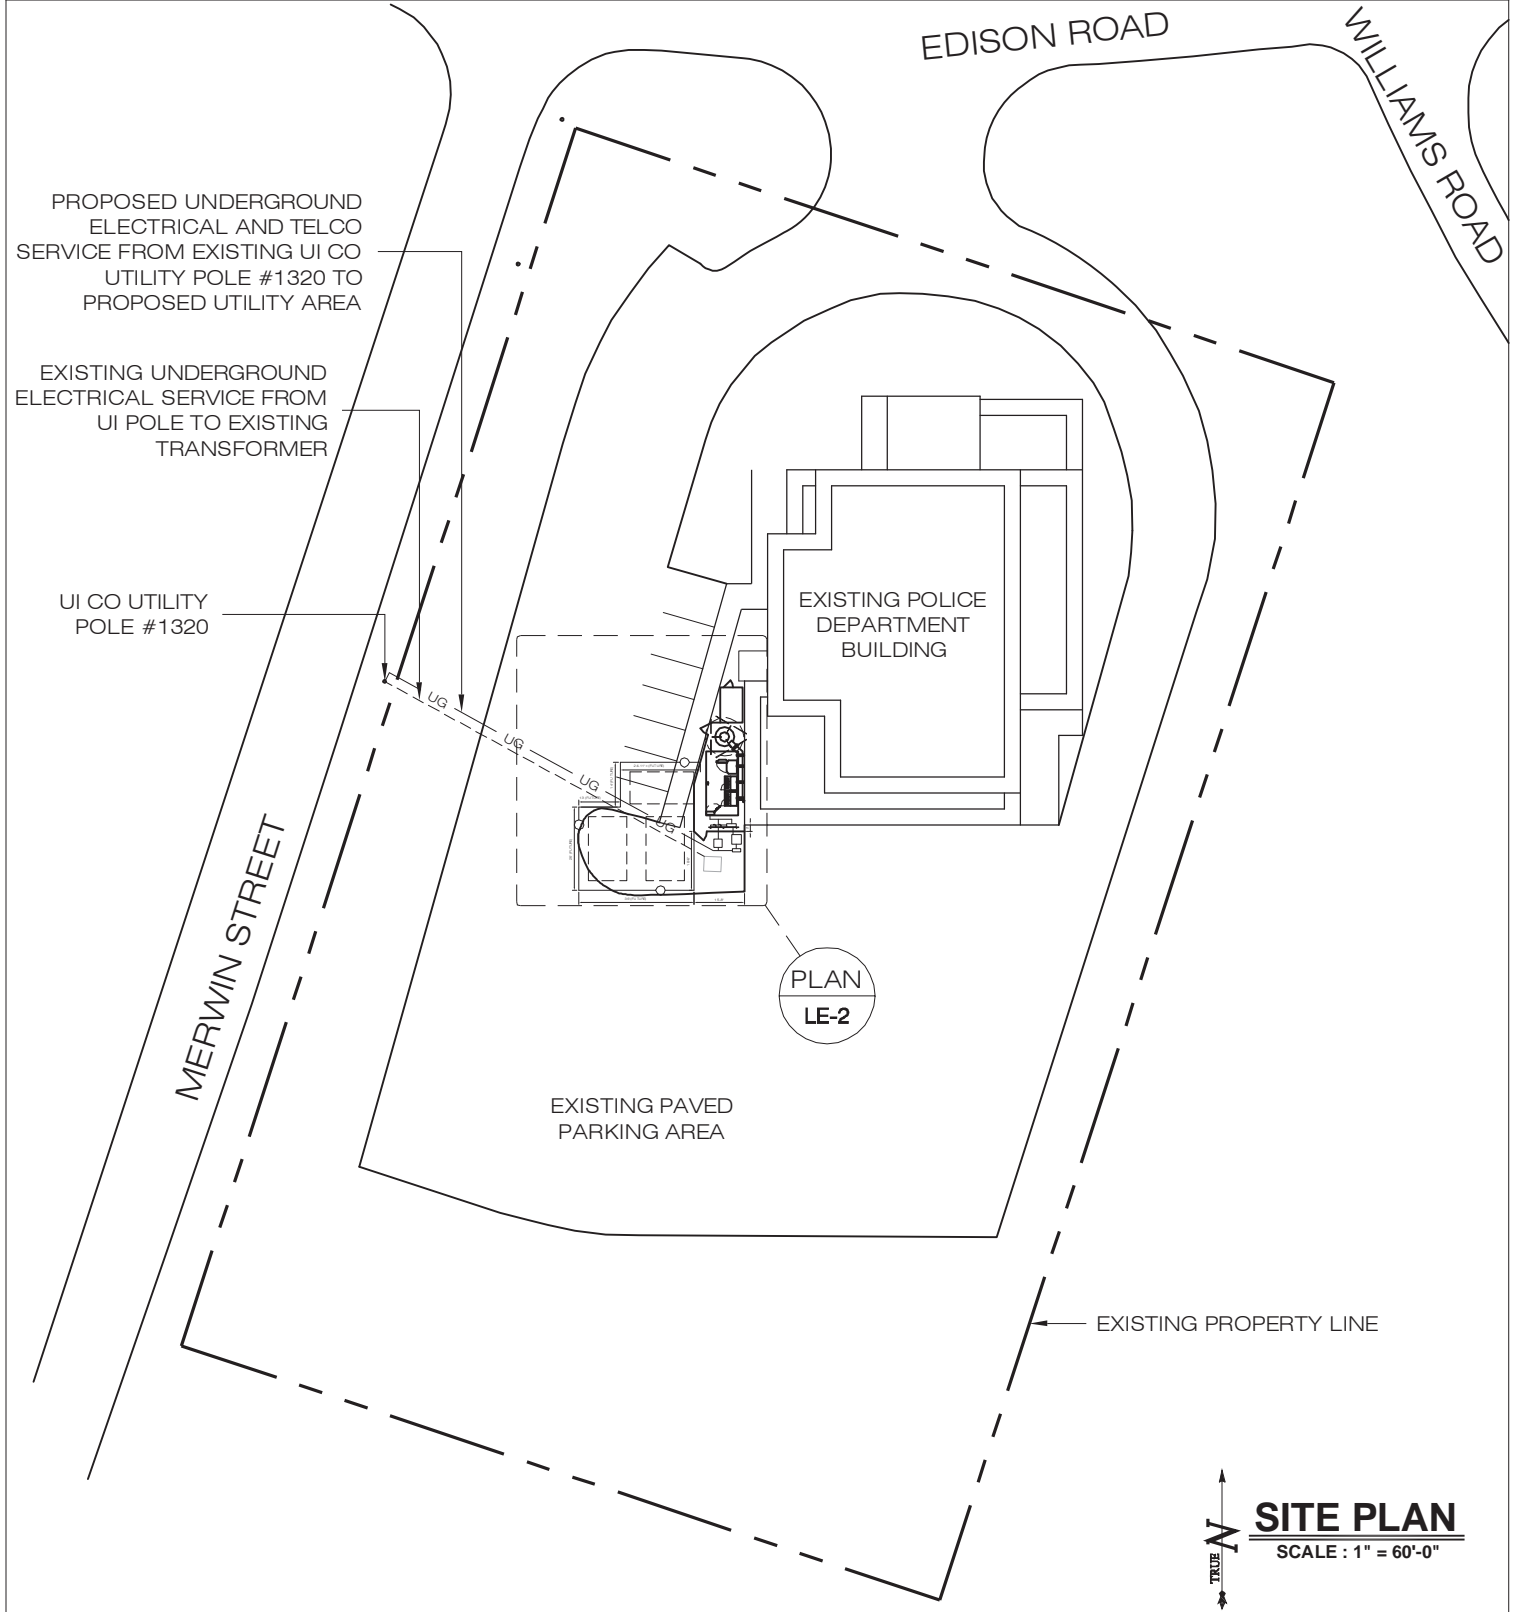 EDISON ROAD
WILLIAMS ROAD
PROPOSED UNDERGROUND
ELECTRICAL AND TELCO
SERVICE FROM EXISTING UI CO
UTILITY POLE #1320 TO
PROPOSED UTILITY AREA
EXISTING UNDERGROUND
ELECTRICAL SERVICE FROM
UI POLE TO EXISTING
TRANSFORMER
UI CO UTILITY
POLE #1320
EXISTING POLICE
DEPARTMENT
BUILDING
UG
UG
UG
UG
MERWIN STREET
PLAN
LE-2
EXISTING PAVED
PARKING AREA
EXISTING PROPERTY LINE
TRUE N
SITE PLAN
SCALE : 1" = 60'-0"